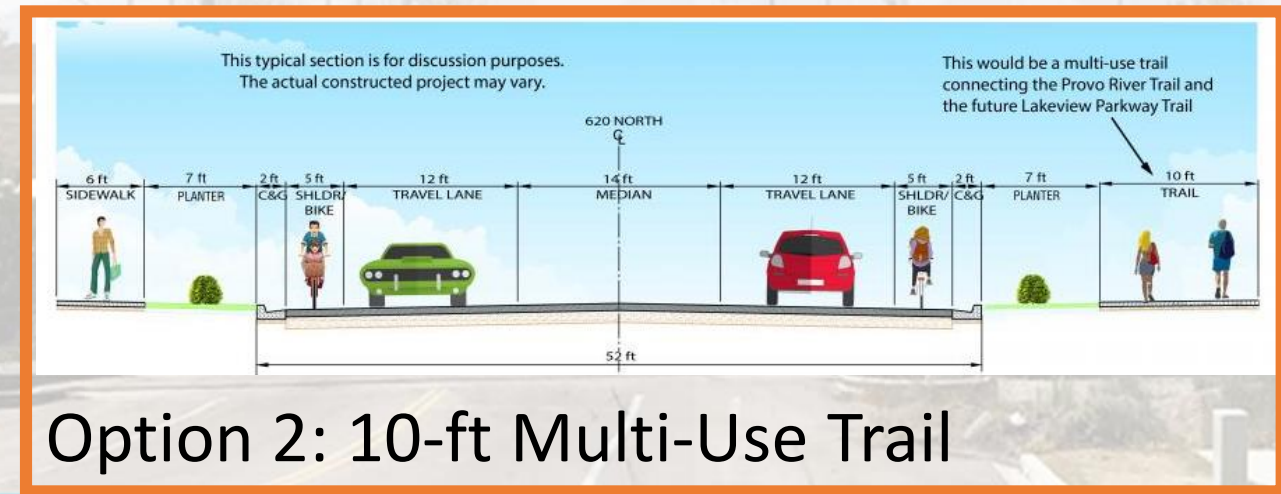 This typical section is for discussion purposes.
The actual constructed project may vary.
This would be a multi-use trail
connecting the Provo River Trail and
the future Lakeview Parkway Trail
620 NORTH
℄
6 ft 7 ft 2 ft 5 ft 12 ft 14 ft 12 ft 5 ft 2 ft 7 ft 10 ft
SIDEWALK PLANTER C&G SHLDR/ TRAVEL LANE MEDIAN TRAVEL LANE SHLDR/ C&G PLANTER TRAIL
BIKE BIKE
52 ft
Option 2: 10-ft Multi-Use Trail